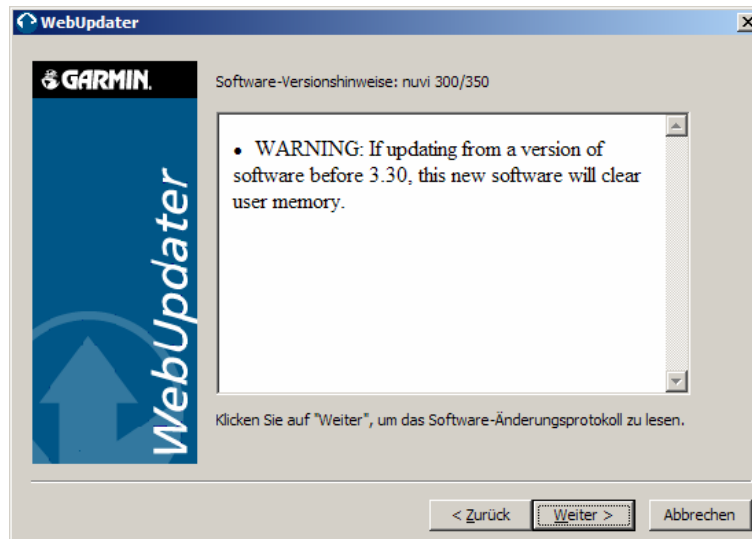 WebUpdater
GARMIN.
WebUpdater
Software-Versionshinweise: nuvi 300/350
• WARNING: If updating from a version of
software before 3.30, this new software will clear
user memory.
Klicken Sie auf "Weiter", um das Software-Änderungsprotokoll zu lesen.
< Zurück
Weiter >
Abbrechen